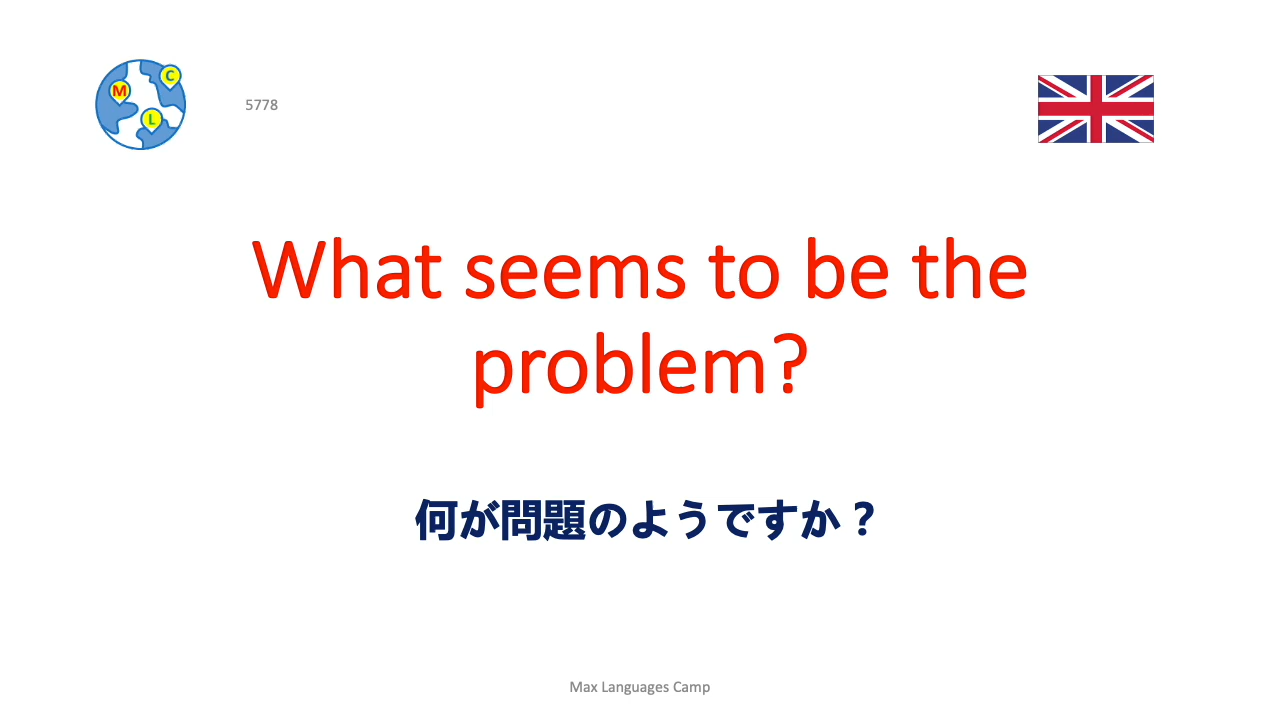 M
C
L
5778
What seems to be the
problem?
何が問題のようですか？
Max Languages Camp